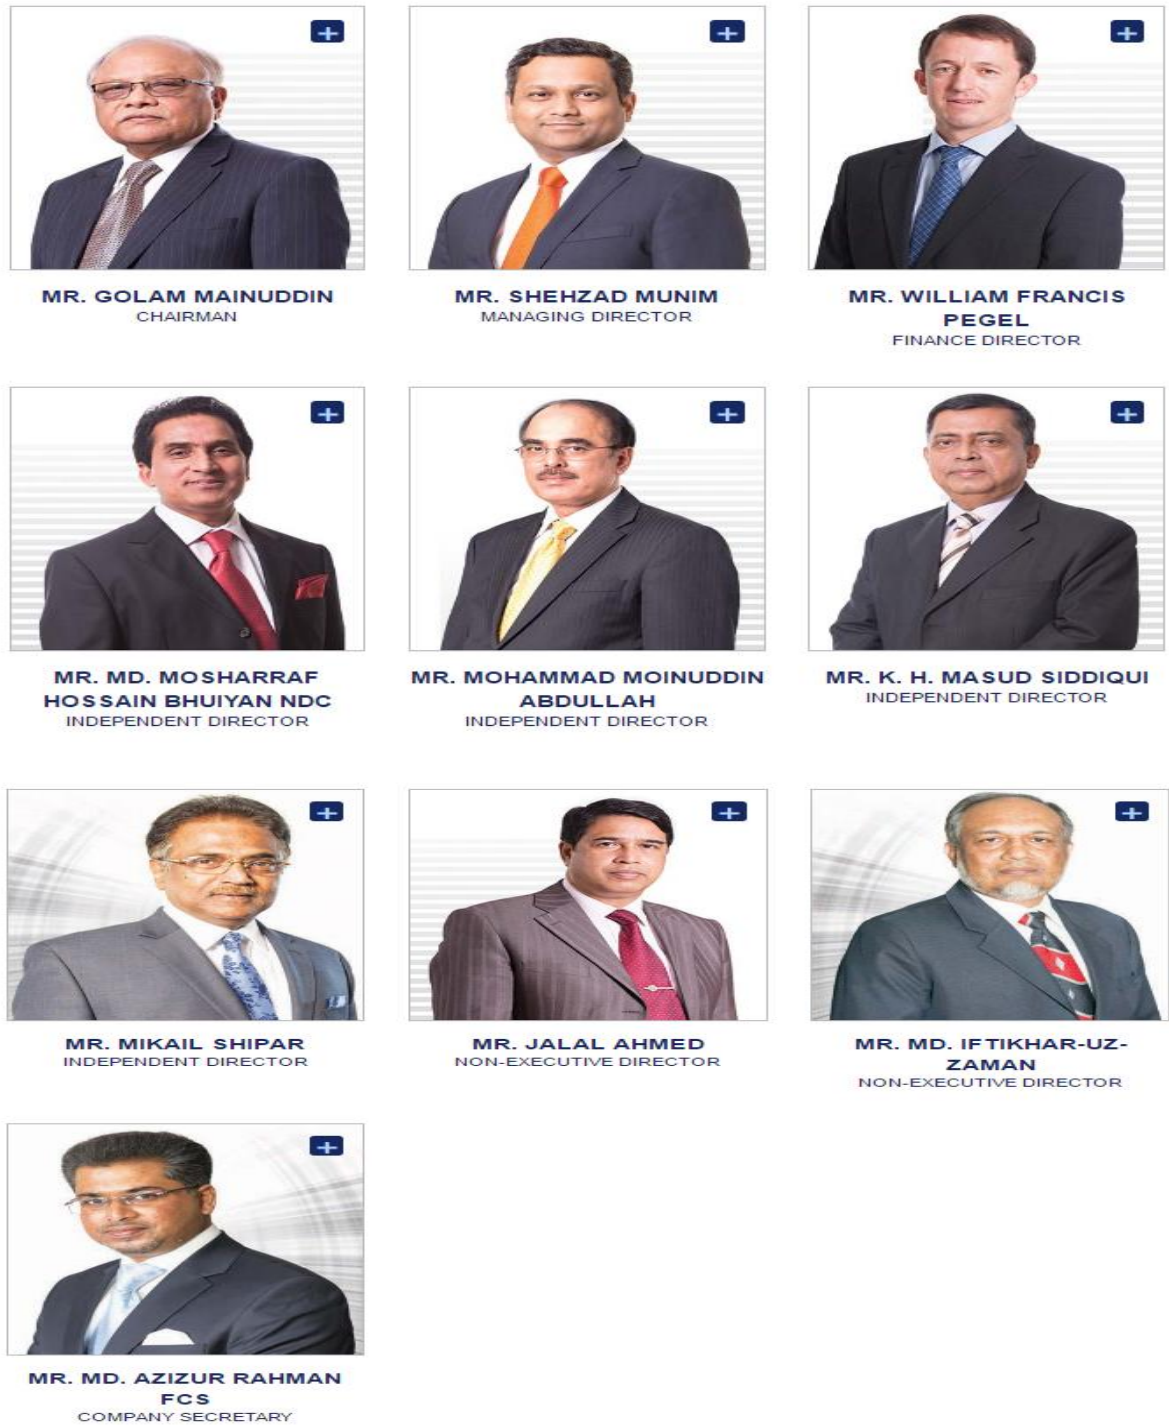 MR. GOLAM MAINUDDIN
CHAIRMAN
MR. SHEHZAD MUNIM
MANAGING DIRECTOR
MR. WILLIAM FRANCIS
PEGEL
FINANCE DIRECTOR
MR. MD. MOSHARRAF
HOSSAIN BHUIYAN NDC
INDEPENDENT DIRECTOR
MR. MOHAMMAD MOINUDDIN
ABDULLAH
INDEPENDENT DIRECTOR
MR. K. H. MASUD SIDDIQUI
INDEPENDENT DIRECTOR
MR. MIKAIL SHIPAR
INDEPENDENT DIRECTOR
MR. JALAL AHMED
NON-EXECUTIVE DIRECTOR
MR. MD. IFTIKHAR-UZ-
ZAMAN
NON-EXECUTIVE DIRECTOR
MR. MD. AZIZUR RAHMAN
FCS
COMPANY SECRETARY